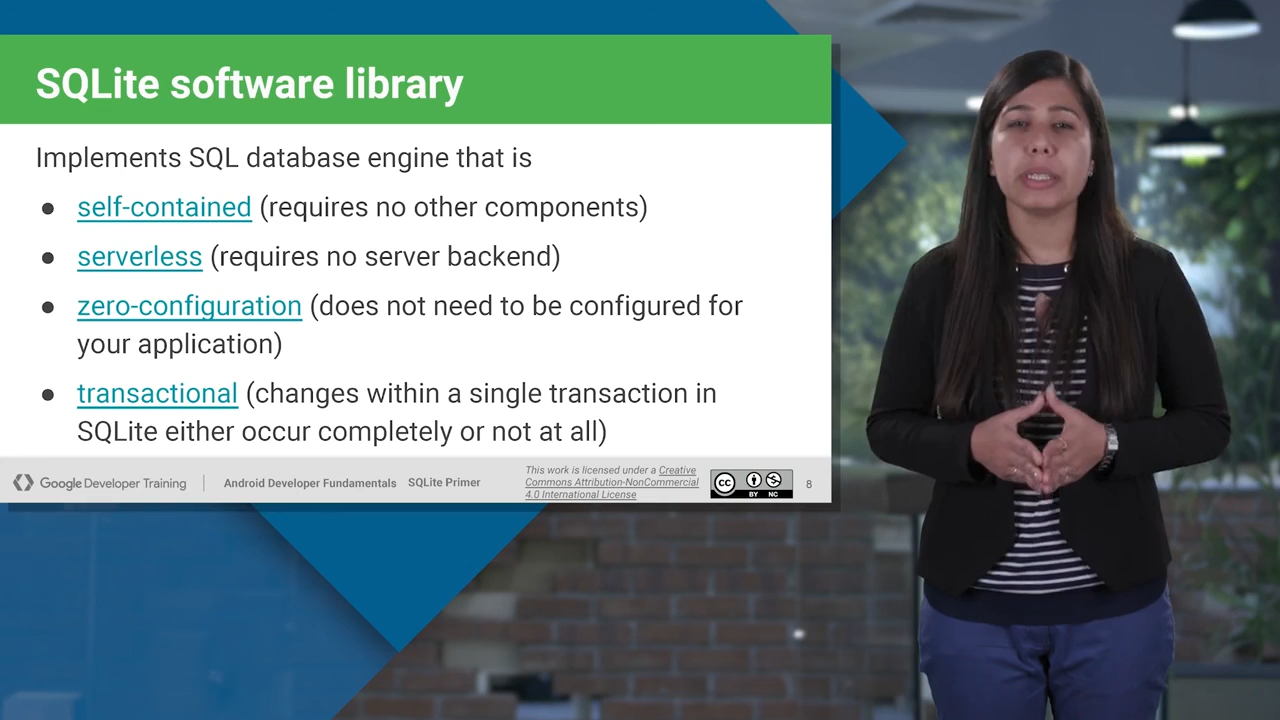 SQLite software library
Implements SQL database engine that is
● self-contained (requires no other components)
● serverless (requires no server backend)
● zero-configuration (does not need to be configured for
your application)
● transactional (changes within a single transaction in
SQLite either occur completely or not at all)
Google Developer Training | Android Developer Fundamentals SQLite Primer
This work is licensed under a Creative
Commons Attribution-NonCommercial
4.0 International License
cc BY NC
8